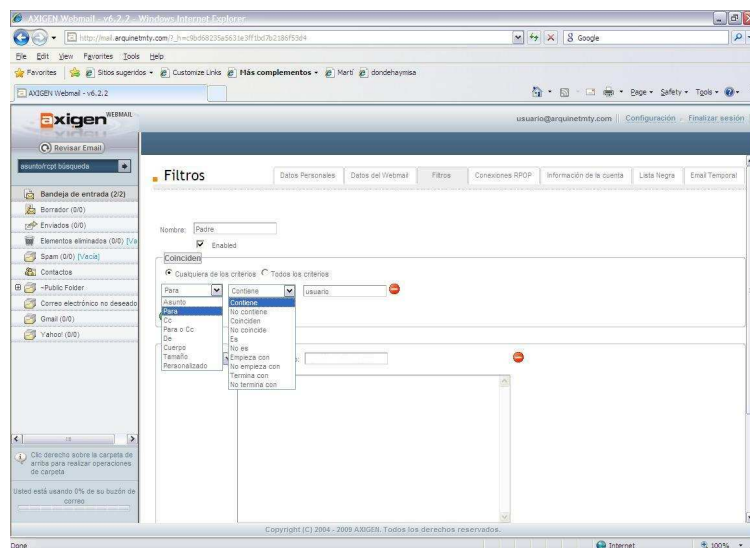 AXIGEN Webmail - v6.2.2 - Windows Internet Explorer
http://mail.arquinetmty.com/?_h=c9bd68235a5631e3ff1bd7b2186f53d4
Google
File Edit View Favorites Tools Help
Favorites Sitios sugeridos Customize Links Más complementos Martí dondehaymisa
AXIGEN Webmail - v6.2.2
Page Safety Tools
axigen WEBMAIL
usuario@arquinetmty.com Configuración Finalizar sesión
Revisar Email
asunto/rcpt búsqueda
Filtros
Datos Personales Datos del Webmail Filtros Conexiones RPOP Información de la cuenta Lista Negra Email Temporal
Bandeja de entrada (2/2)
Borrador (0/0)
Enviados (0/0)
Elementos eliminados (0/0) [Va
Spam (0/0) [Vacía]
Contactos
~Public Folder
Correo electrónico no deseado
Gmail (0/0)
Yahoo! (0/0)
Nombre: Padre
Enabled
Coinciden
Cualquiera de los criterios Todos los criterios
Para Contiene usuario
Asunto
Para
Cc
Para o Cc
De
Cuerpo
Tamaño
Personalizado
Contiene
No contiene
Coinciden
No coincide
Es
No es
Empieza con
No empieza con
Termina con
No termina con
Clic derecho sobre la carpeta de
arriba para realizar operaciones
de carpeta
Usted está usando 0% de su buzón de
correo
Copyright (C) 2004 - 2009 AXIGEN. Todos los derechos reservados.
Done Internet 100%